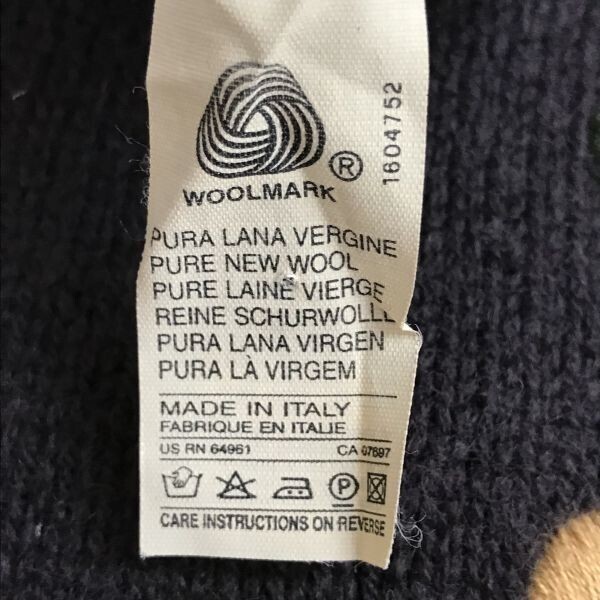 WOOLMARK
®
1604752
PURA LANA VERGINE
PURE NEW WOOL
PURE LAINE VIERGE
REINE SCHURWOLLE
PURA LANA VIRGEN
PURA LÀ VIRGEM
MADE IN ITALY
FABRIQUE EN ITALIE
US RN 64961 CA 07697
P
CARE INSTRUCTIONS ON REVERSE